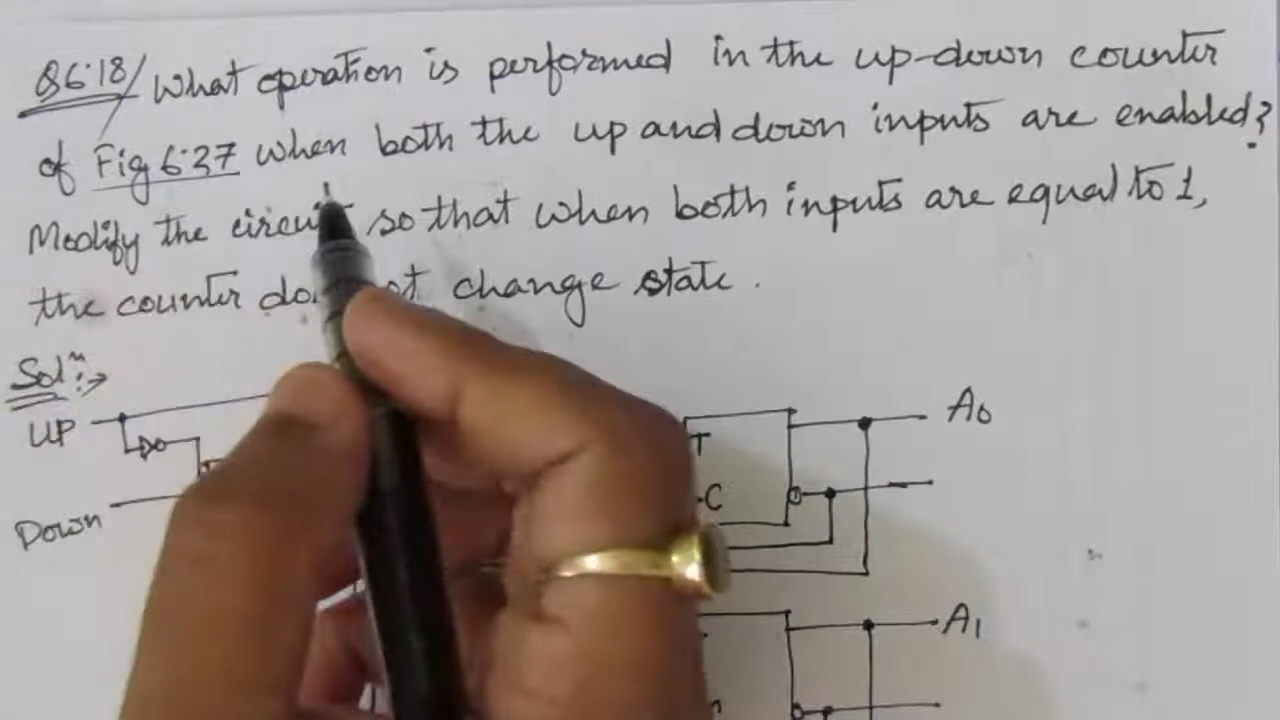 Q6.18/ What operation is performed in the up-down counter
of Fig 6.27 when both the up and down inputs are enabled?
Modify the circuit so that when both inputs are equal to 1,
the counter change state.
Solⁿ :→
UP
Down
T
C
A0
A1